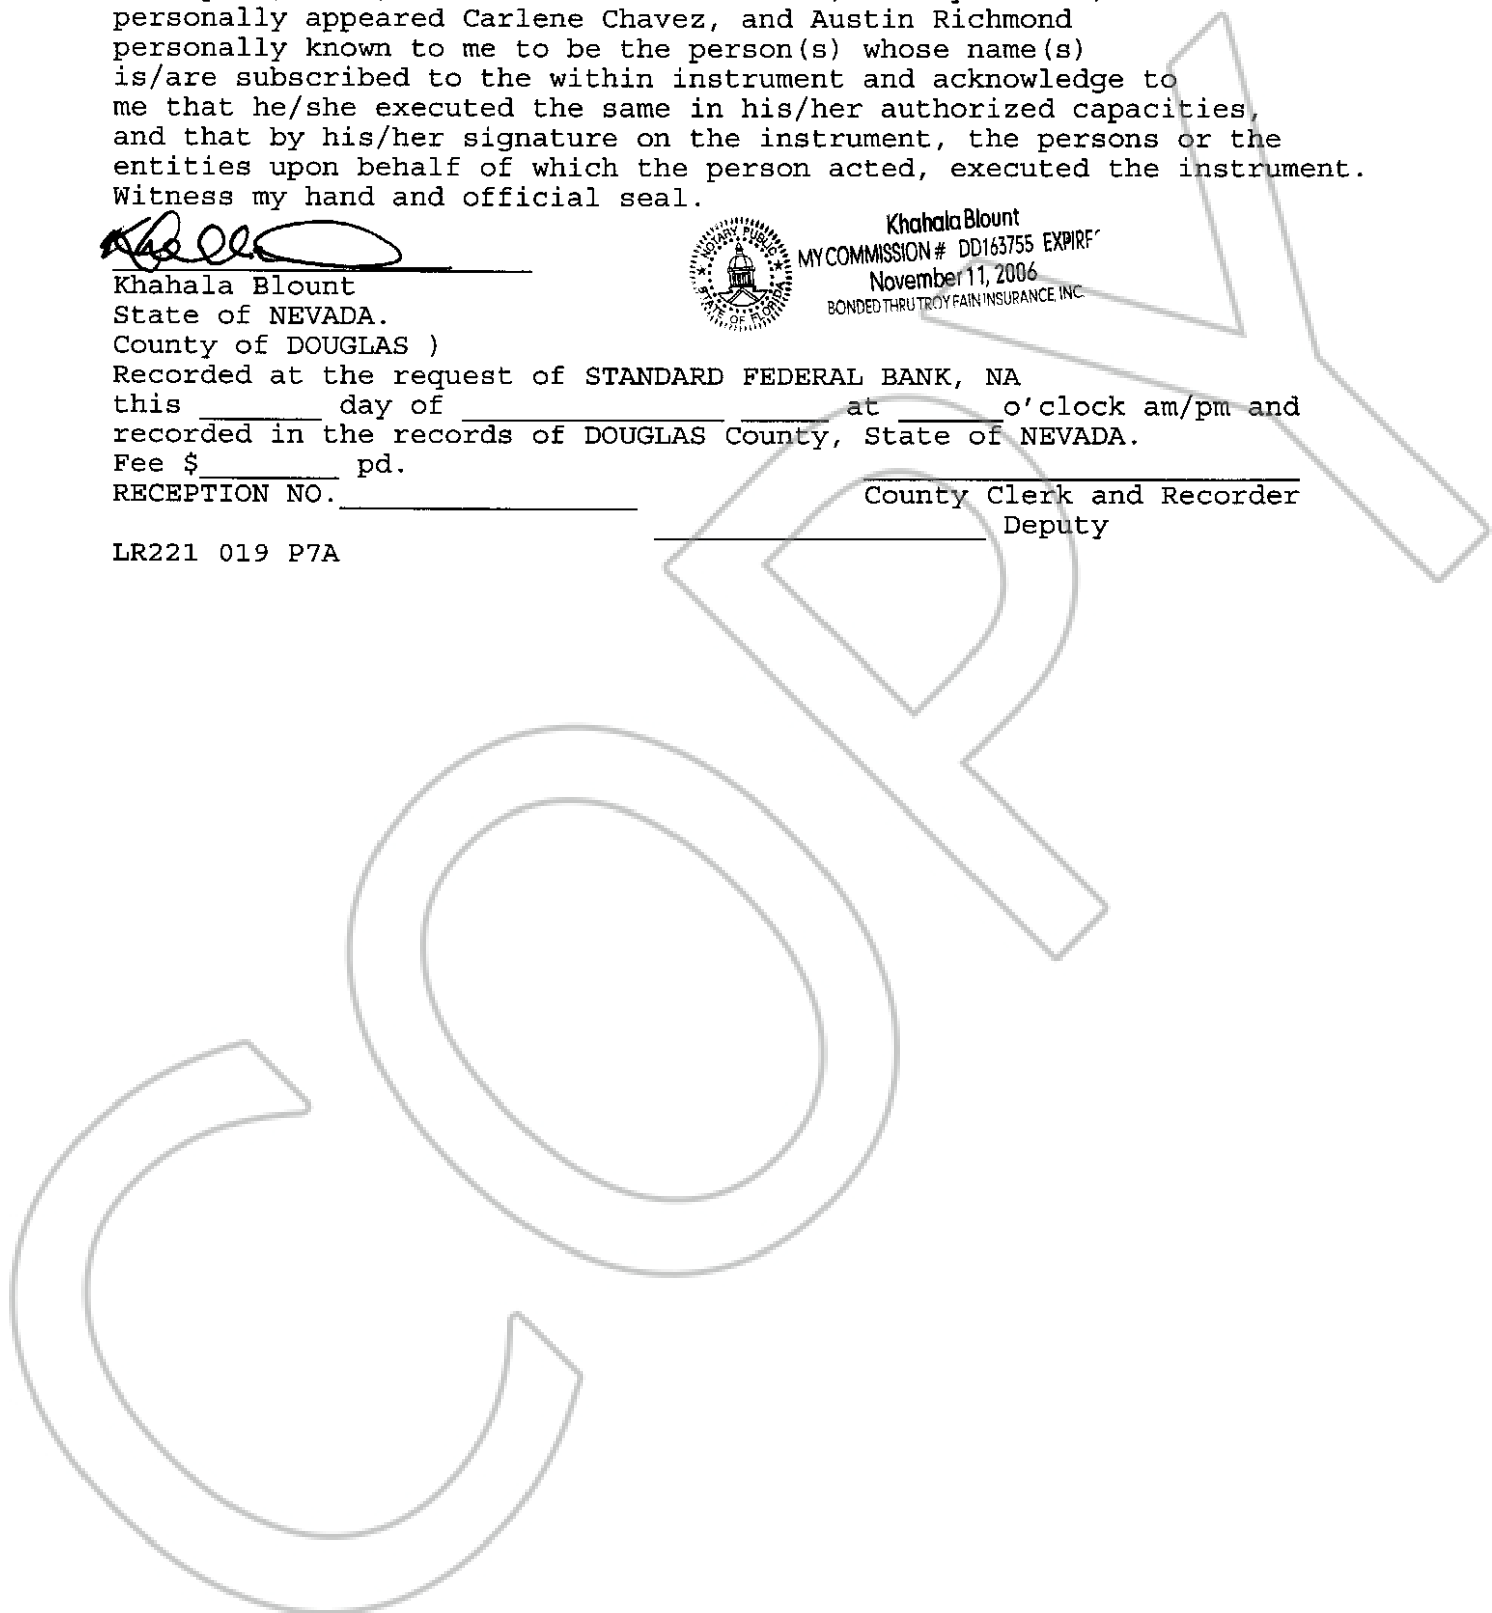 personally appeared Carlene Chavez, and Austin Richmond
personally known to me to be the person(s) whose name(s)
is/are subscribed to the within instrument and acknowledge to
me that he/she executed the same in his/her authorized capacities,
and that by his/her signature on the instrument, the persons or the
entities upon behalf of which the person acted, executed the instrument.
Witness my hand and official seal.
NOTARY PUBLIC
STATE OF FLORIDA
Khahala Blount
MY COMMISSION # DD163755 EXPIRE
November 11, 2006
BONDED THRU TROY FAIN INSURANCE, INC
Khahala Blount
State of NEVADA.
County of DOUGLAS )
Recorded at the request of STANDARD FEDERAL BANK, NA
this _______ day of _______________ _____ at ______o'clock am/pm and
recorded in the records of DOUGLAS County, State of NEVADA.
Fee $________ pd.
RECEPTION NO._________________
County Clerk and Recorder
___________________ Deputy
LR221 019 P7A
COPY